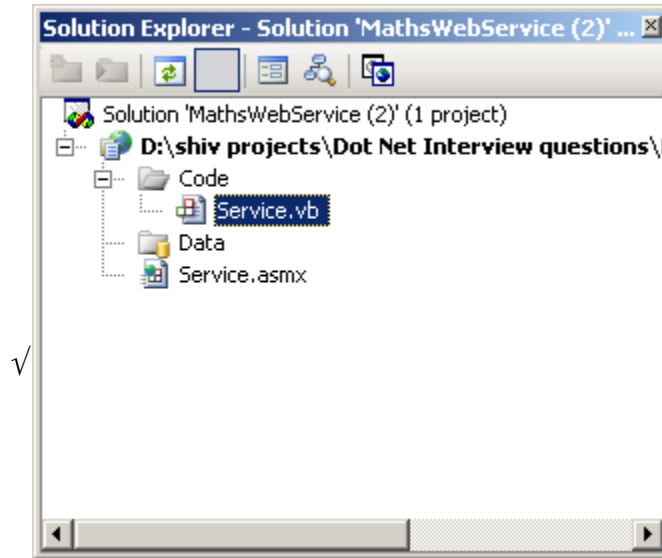 Solution Explorer - Solution 'MathsWebService (2)' ...
Solution 'MathsWebService (2)' (1 project)
D:\shiv projects\Dot Net Interview questions\
Code
Service.vb
Data
Service.asmx
√